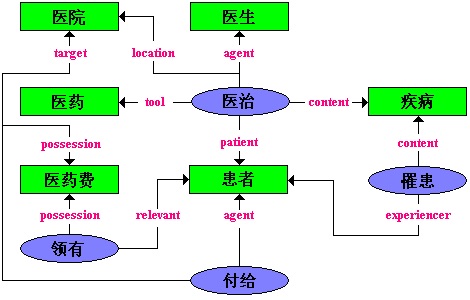 医院
医生
target
location
agent
医药
tool
医治
content
疾病
possession
patient
content
医药费
患者
罹患
possession
relevant
agent
experiencer
领有
付给